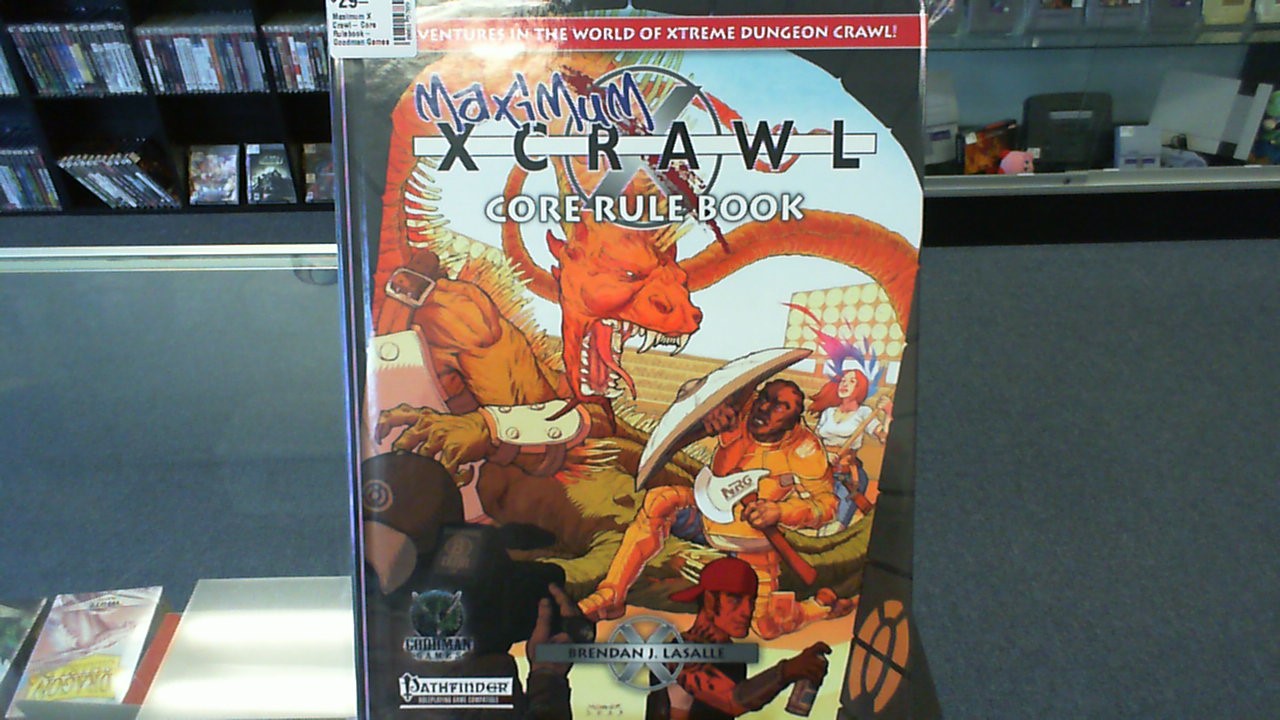 29
Maximum X
Crawl - Core
Rulebook -
Goodman Games
VENTURES IN THE WORLD OF XTREME DUNGEON CRAWL!
MAXIMUM
XCRAWL
CORE RULE BOOK
NRG
GOODMAN
GAMES
BRENDAN J. LASALLE
PATHFINDER
ROLEPLAYING GAME COMPATIBLE
DRAGON